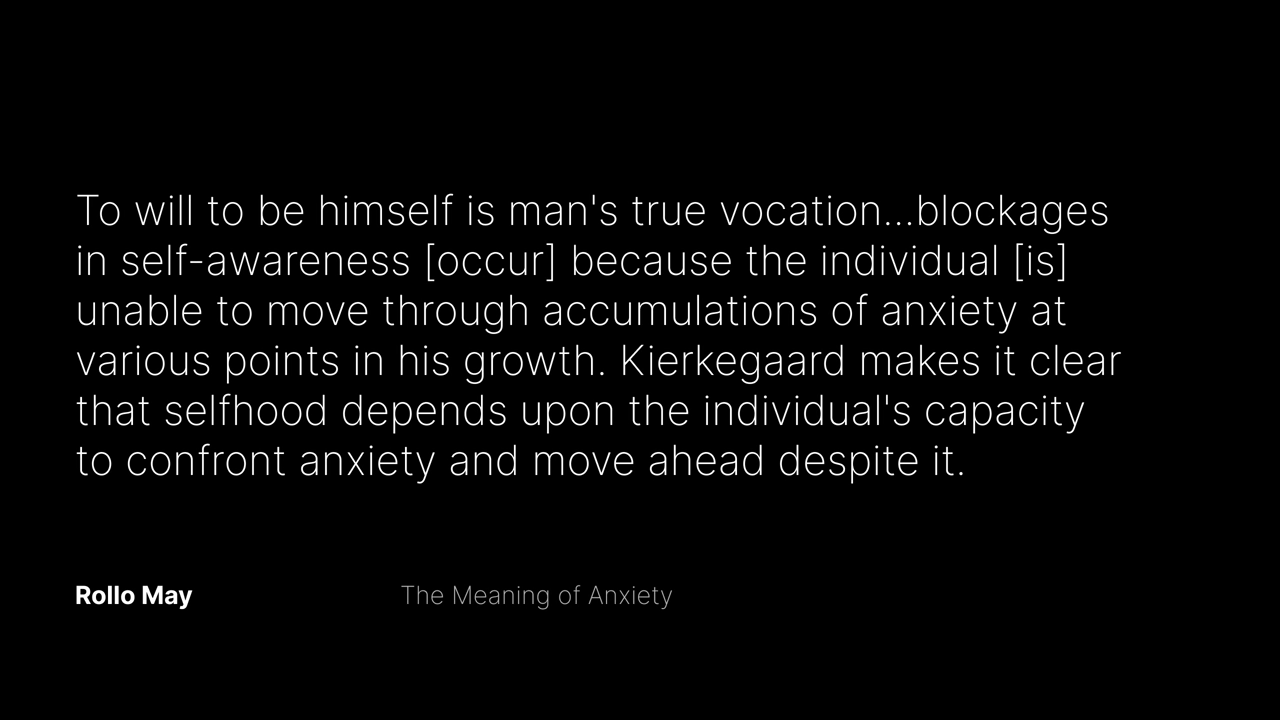 To will to be himself is man's true vocation...blockages
in self-awareness [occur] because the individual [is]
unable to move through accumulations of anxiety at
various points in his growth. Kierkegaard makes it clear
that selfhood depends upon the individual's capacity
to confront anxiety and move ahead despite it.
Rollo May
The Meaning of Anxiety